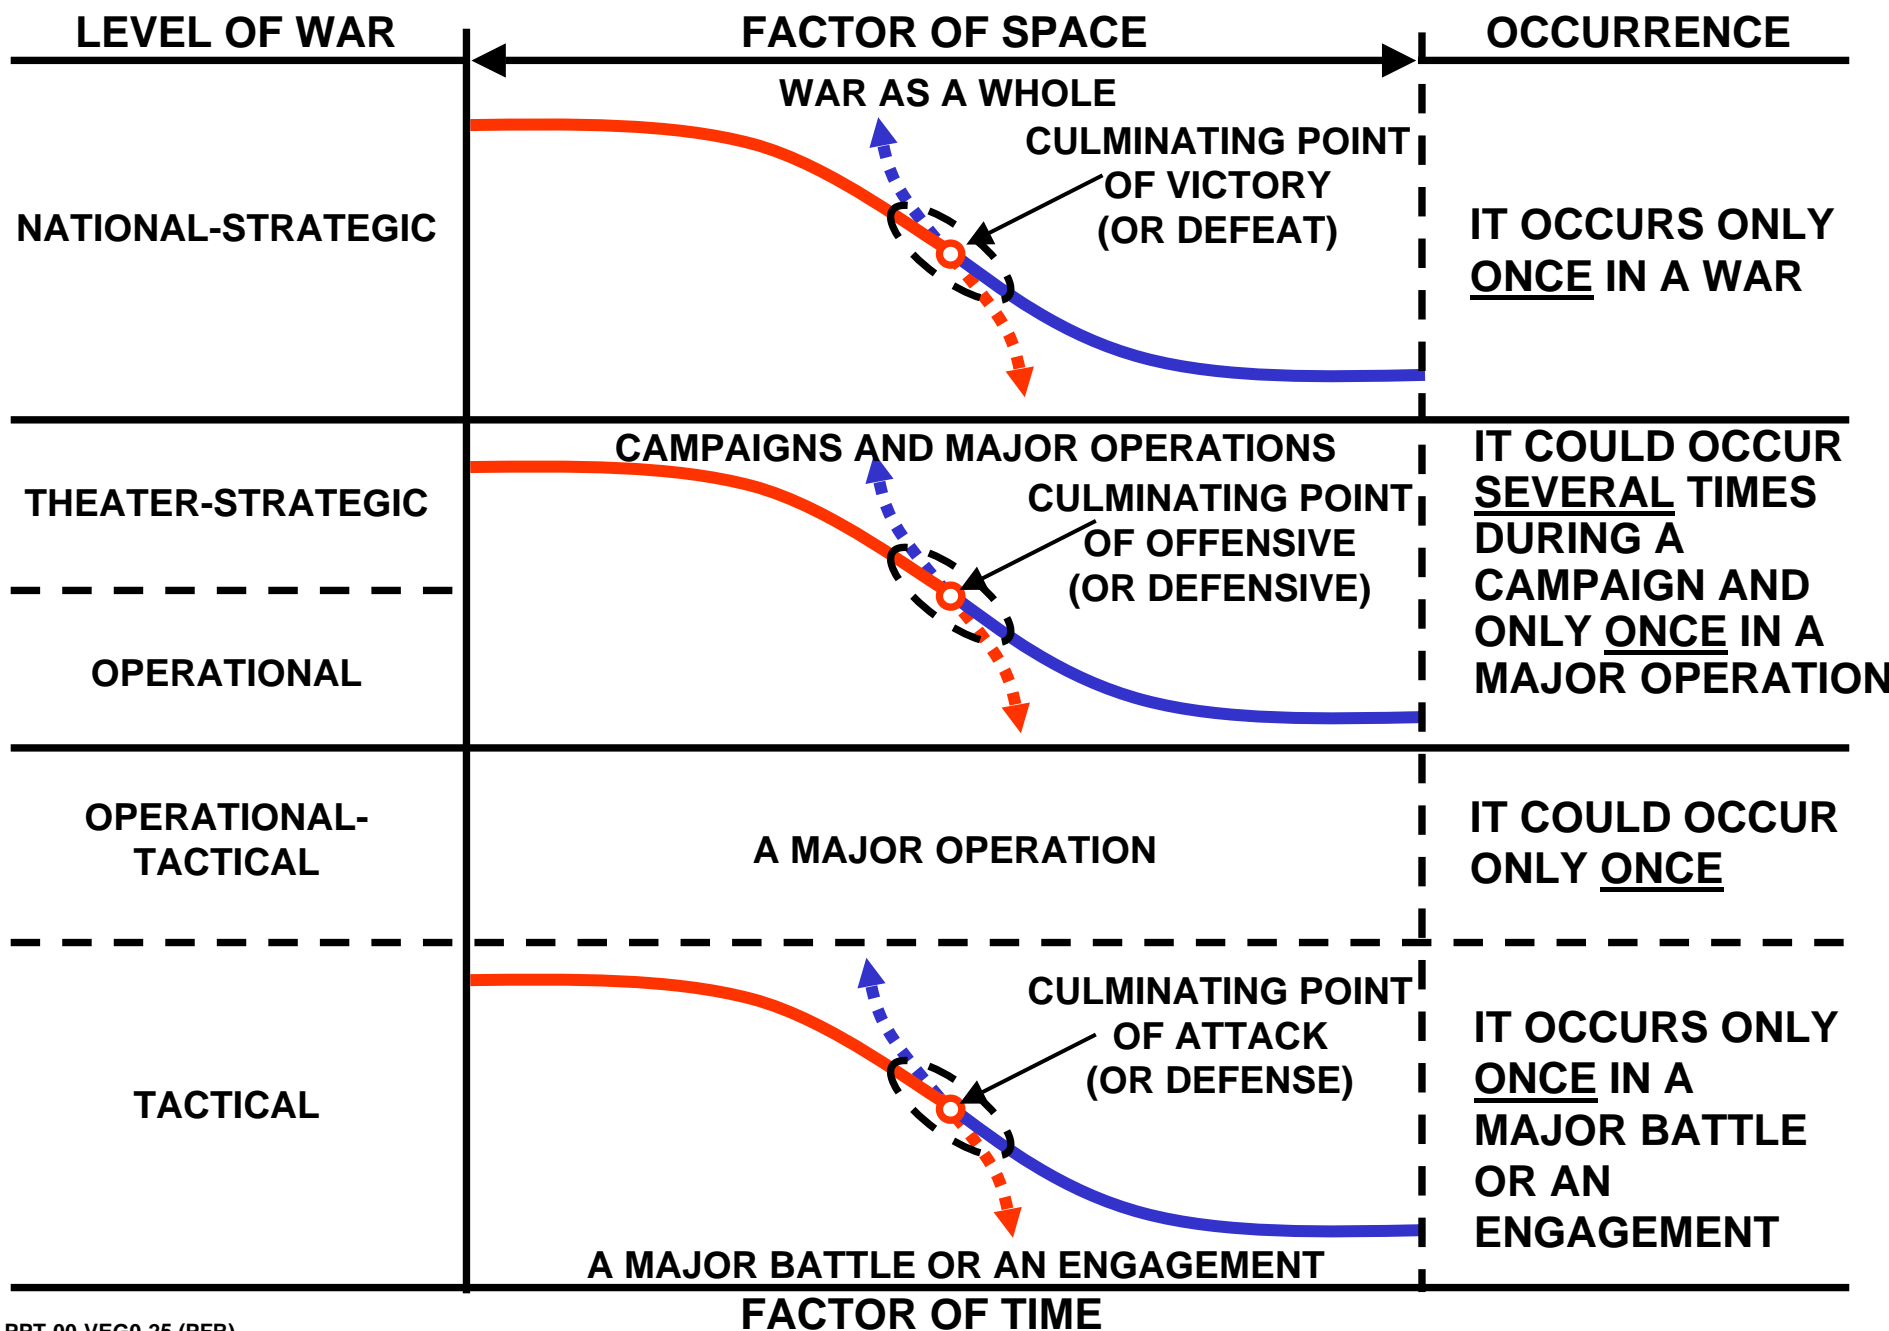 LEVEL OF WAR
FACTOR OF SPACE
OCCURRENCE
WAR AS A WHOLE
NATIONAL-STRATEGIC
CULMINATING POINT
OF VICTORY
(OR DEFEAT)
IT OCCURS ONLY
ONCE IN A WAR
CAMPAIGNS AND MAJOR OPERATIONS
THEATER-STRATEGIC
OPERATIONAL
CULMINATING POINT
OF OFFENSIVE
(OR DEFENSIVE)
IT COULD OCCUR
SEVERAL TIMES
DURING A
CAMPAIGN AND
ONLY ONCE IN A
MAJOR OPERATION
OPERATIONAL-
TACTICAL
A MAJOR OPERATION
IT COULD OCCUR
ONLY ONCE
TACTICAL
CULMINATING POINT
OF ATTACK
(OR DEFENSE)
IT OCCURS ONLY
ONCE IN A
MAJOR BATTLE
OR AN
ENGAGEMENT
A MAJOR BATTLE OR AN ENGAGEMENT
FACTOR OF TIME